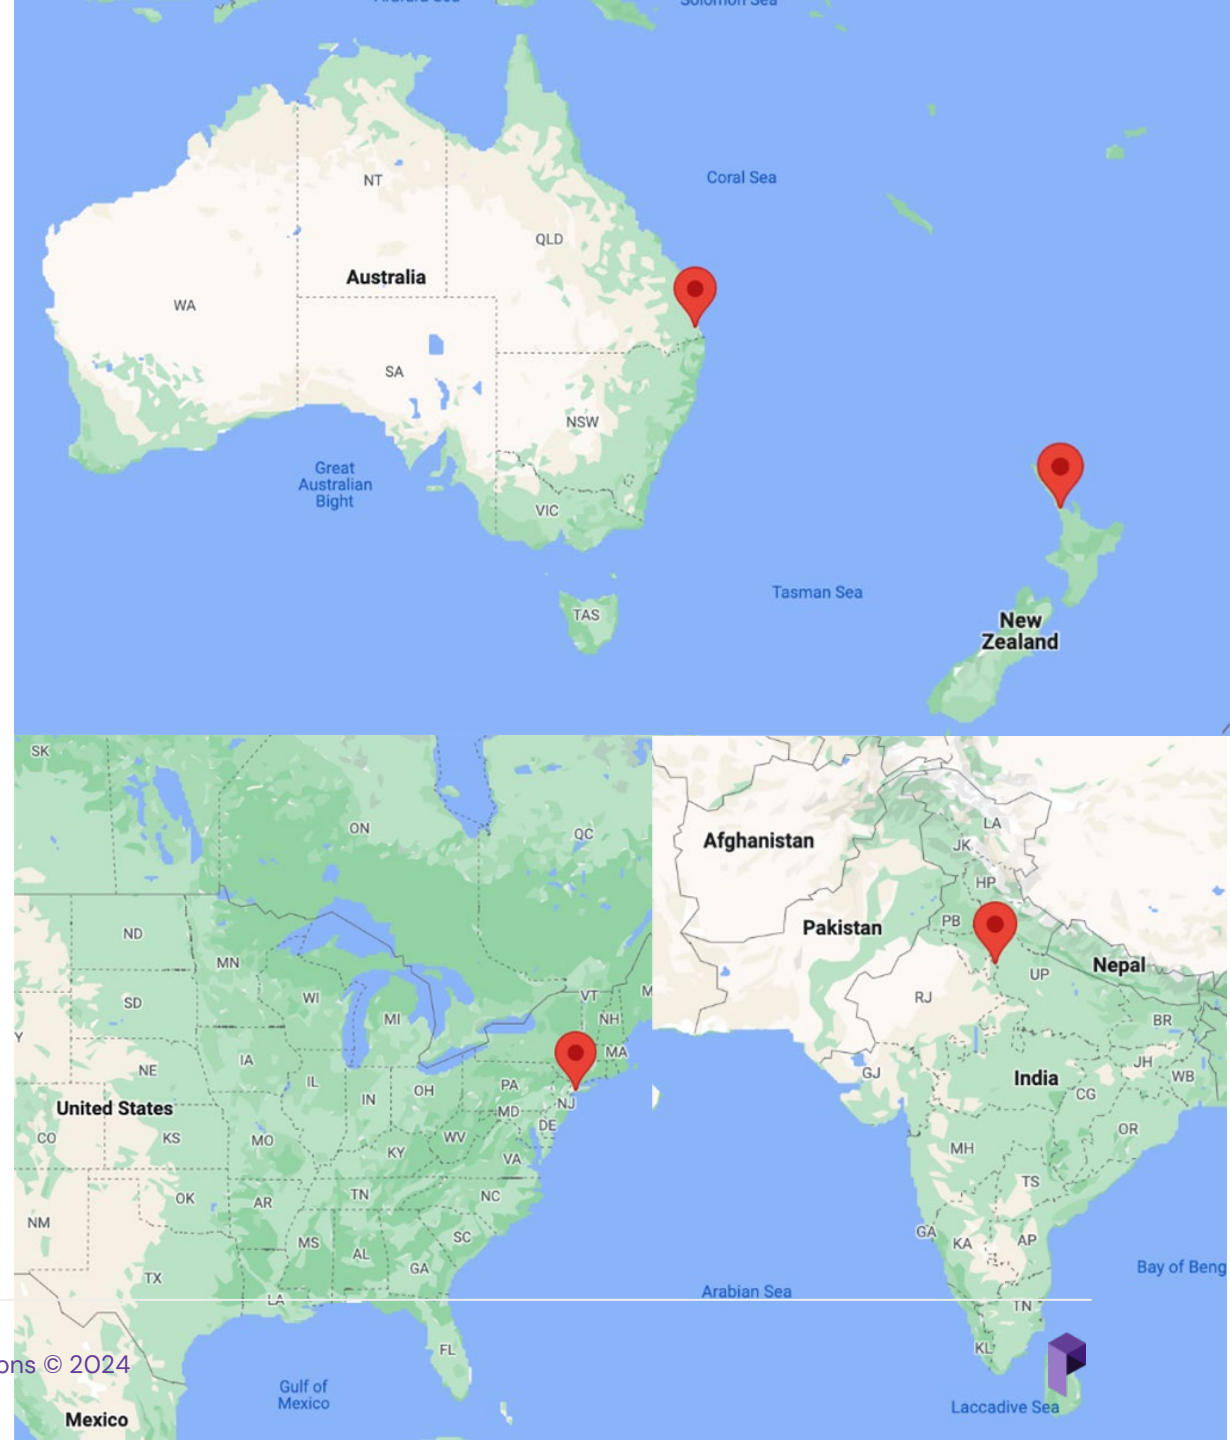 Arafura Sea
Solomon Sea
Coral Sea
NT
QLD
Australia
WA
SA
NSW
Great
Australian
Bight
VIC
Tasman Sea
TAS
New
Zealand
SK
ON
QC
ND
MN
SD
WI
MI
VT
NH
M
MA
Y
NE
IA
IL
IN
OH
PA
NJ
MD
DE
United States
CO
KS
MO
KY
WV
VA
OK
AR
TN
NC
NM
MS
AL
SC
GA
TX
LA
FL
Gulf of
Mexico
Mexico
Afghanistan
LA
JK
HP
PB
Pakistan
Nepal
UP
RJ
BR
GJ
India
JH
WB
CG
OR
MH
TS
GA
KA
AP
Bay of Beng
Arabian Sea
TN
KL
Laccadive Sea
ons © 2024